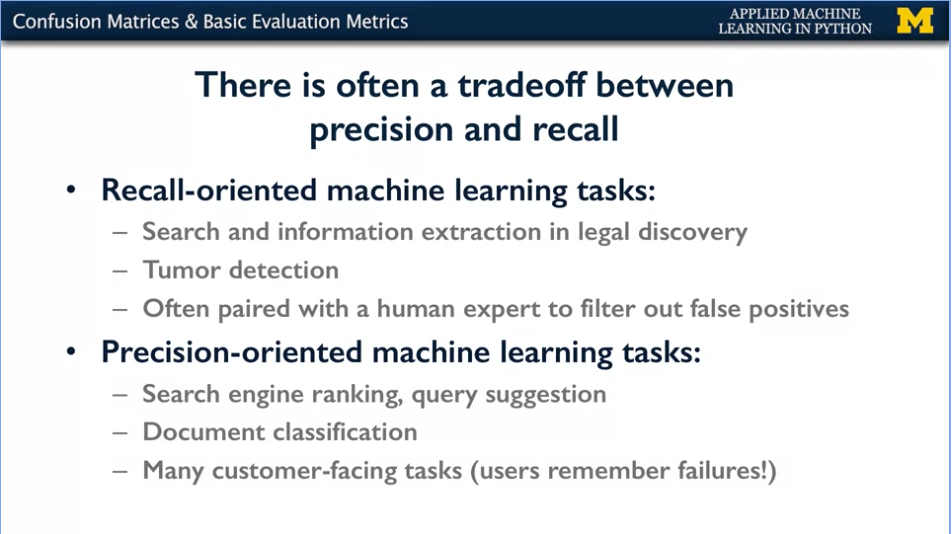 Confusion Matrices & Basic Evaluation Metrics
APPLIED MACHINE
LEARNING IN PYTHON
M
There is often a tradeoff between
precision and recall
• Recall-oriented machine learning tasks:
– Search and information extraction in legal discovery
– Tumor detection
– Often paired with a human expert to filter out false positives
• Precision-oriented machine learning tasks:
– Search engine ranking, query suggestion
– Document classification
– Many customer-facing tasks (users remember failures!)